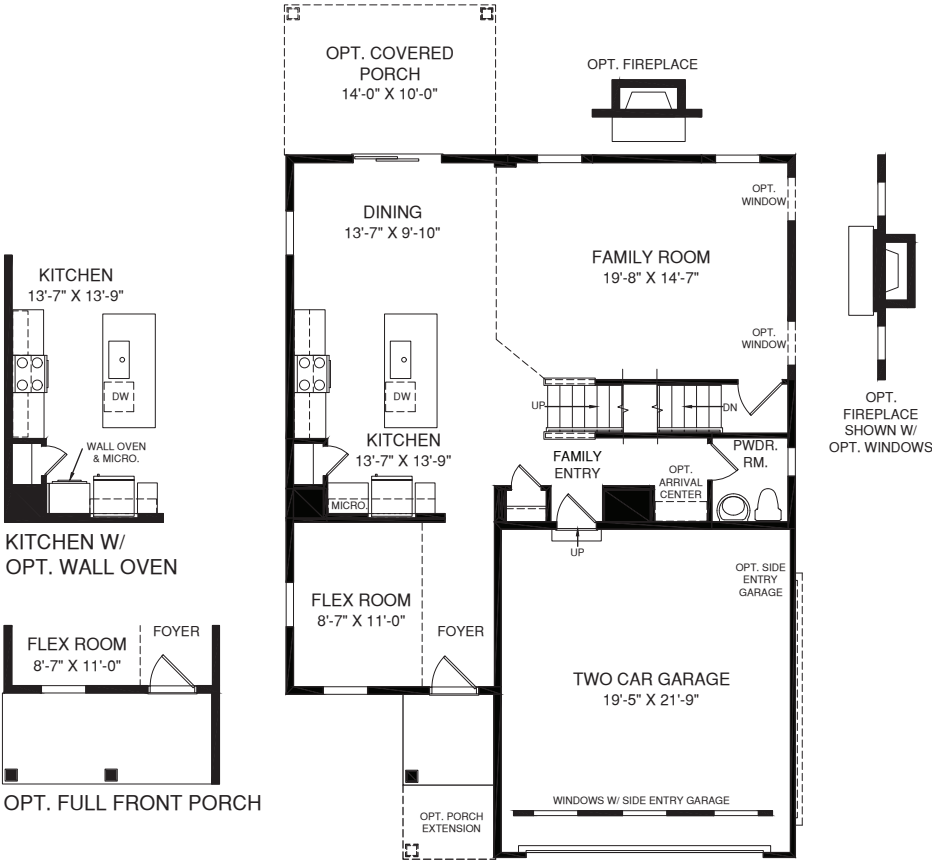 OPT. COVERED
PORCH
14'-0" X 10'-0"
OPT. FIREPLACE
DINING
13'-7" X 9'-10"
OPT.
WINDOW
FAMILY ROOM
19'-8" X 14'-7"
OPT.
WINDOW
OPT.
FIREPLACE
SHOWN W/
OPT. WINDOWS
KITCHEN
13'-7" X 13'-9"
DW
WALL OVEN
& MICRO.
KITCHEN W/
OPT. WALL OVEN
DW
KITCHEN
13'-7" X 13'-9"
MICRO.
UP
DN
FAMILY
ENTRY
OPT.
ARRIVAL
CENTER
PWDR.
RM.
UP
FLEX ROOM
8'-7" X 11'-0"
FOYER
OPT. SIDE
ENTRY
GARAGE
TWO CAR GARAGE
19'-5" X 21'-9"
WINDOWS W/ SIDE ENTRY GARAGE
FLEX ROOM
8'-7" X 11'-0"
FOYER
OPT. FULL FRONT PORCH
OPT. PORCH
EXTENSION